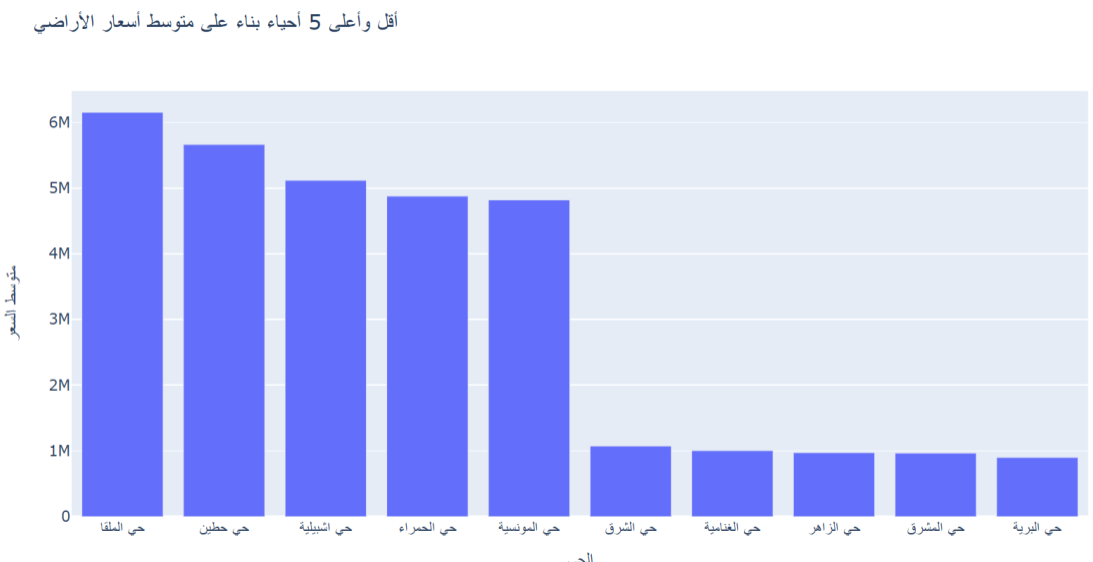 أقل وأعلى 5 أحياء بناء على متوسط أسعار الأراضي
متوسط السعر
6M
5M
4M
3M
2M
1M
0
حي الملقا
حي حطين
حي اشبيلية
حي الحمراء
حي المونسية
حي الشرق
حي الغنامية
حي الزاهر
حي المشرق
حي البرية